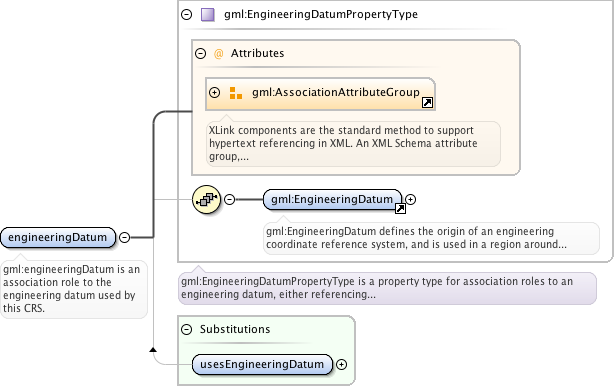 gml:EngineeringDatumPropertyType
@ Attributes
gml:AssociationAttributeGroup
XLink components are the standard method to support
hypertext referencing in XML. An XML Schema attribute
group,...
gml:EngineeringDatum
gml:EngineeringDatum defines the origin of an engineering
coordinate reference system, and is used in a region around...
engineeringDatum
gml:engineeringDatum is an
association role to the
engineering datum used by
this CRS.
gml:EngineeringDatumPropertyType is a property type for association roles to an
engineering datum, either referencing...
Substitutions
usesEngineeringDatum